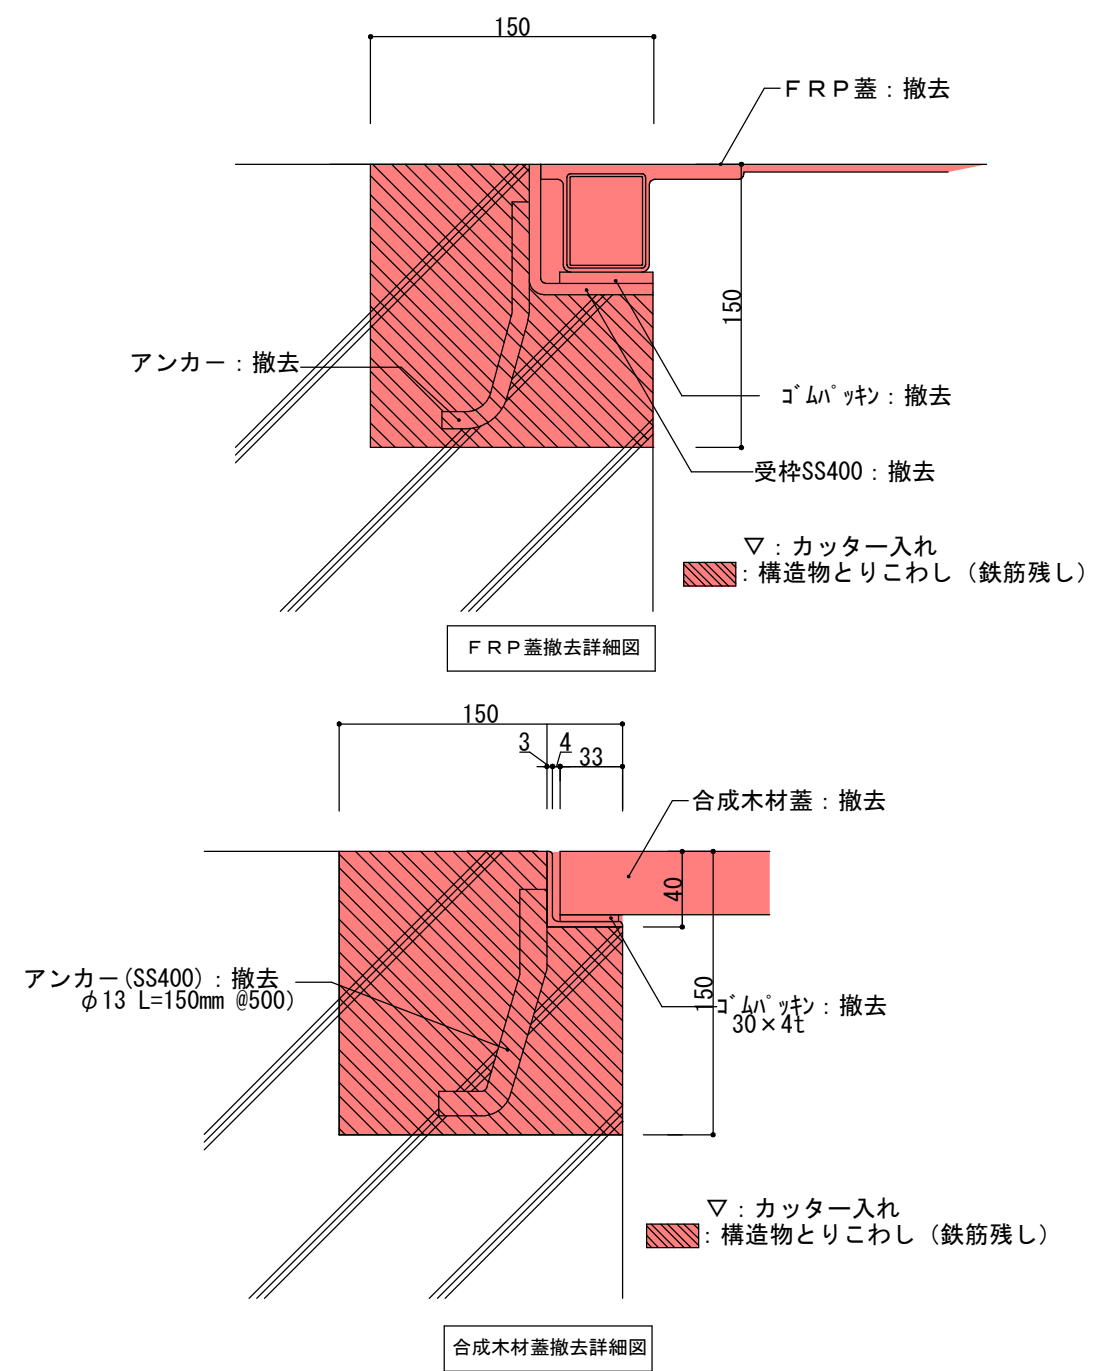 150
FRP蓋：撤去
150
アンカー：撤去
ｺﾞﾑﾊﾟｯｷﾝ：撤去
受枠SS400：撤去
▽：カッター入れ
：構造物とりこわし（鉄筋残し）
FRP蓋撤去詳細図
150
3 4 33
合成木材蓋：撤去
40
アンカー(SS400)：撤去
φ13 L=150mm @500)
150
ｺﾞﾑﾊﾟｯｷﾝ：撤去
30×4t
▽：カッター入れ
：構造物とりこわし（鉄筋残し）
合成木材蓋撤去詳細図